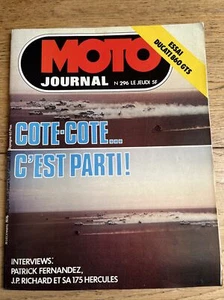 MOTO
JOURNAL
N 296 LE JEUDI 5F
ESSAI
DUCATI 860 GTS
COTE-COTE...
C'EST PARTI!
INTERVIEWS:
PATRICK FERNANDEZ,
J.P. RICHARD ET SA 175 HERCULES